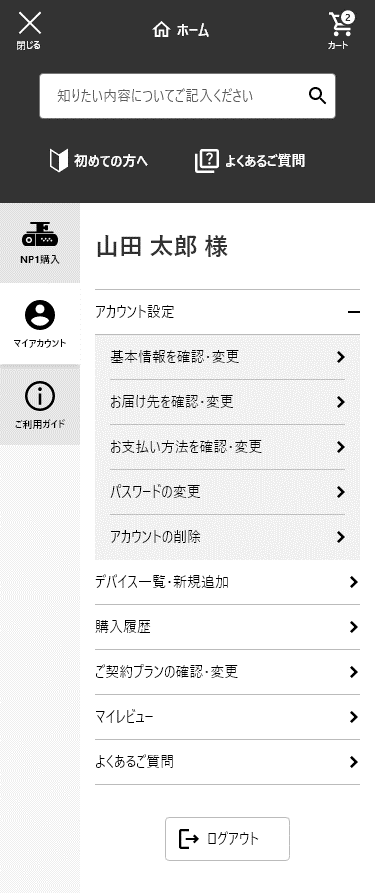 閉じる
ホーム
2
カート
知りたい内容についてご記入ください
初めての方へ
よくあるご質問
NP1購入
マイアカウント
ご利用ガイド
山田 太郎 様
アカウント設定
基本情報を確認・変更
お届け先を確認・変更
お支払い方法を確認・変更
パスワードの変更
アカウントの削除
デバイス一覧・新規追加
購入履歴
ご契約プランの確認・変更
マイレビュー
よくあるご質問
ログアウト